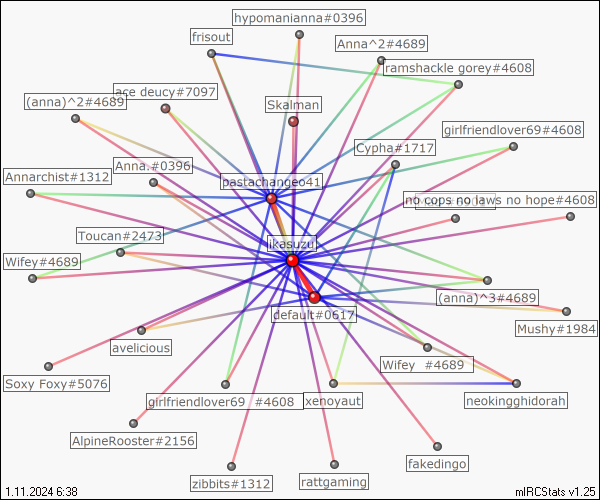 hypomanianna#0396
frisout
Anna^2#4689
ramshackle gorey#4608
ace deucy#7097
(anna)^2#4689
Skalman
girlfriendlover69#4608
Cypha#1717
Anna.#0396
Annarchist#1312
pastachangeo41
no cops no laws no hope#4608
Toucan#2473
ikasuzu
Wifey#4689
(anna)^3#4689
default#0617
Mushy#1984
avelicious
Wifey #4689
Soxy Foxy#5076
girlfriendlover69 #4608
xenoyaut
neokingghidorah
AlpineRooster#2156
fakedingo
zibbits#1312
rattgaming
1.11.2024 6:38
mIRCStats v1.25